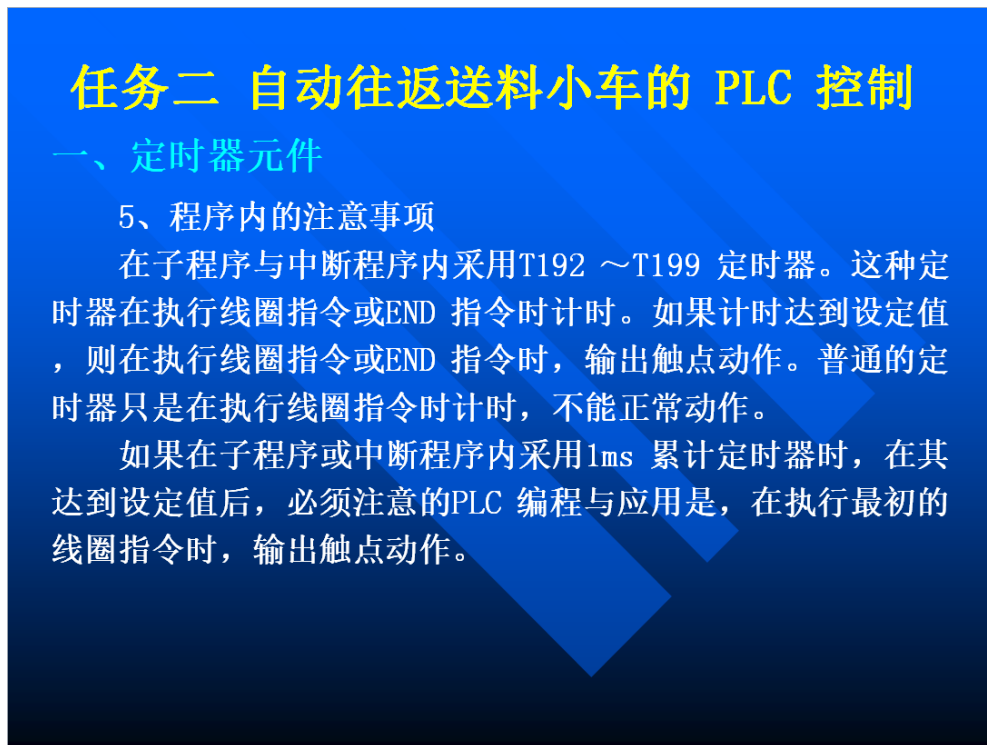 任务二 自动往返送料小车的 PLC 控制
一、定时器元件
5、程序内的注意事项
在子程序与中断程序内采用T192 ～T199 定时器。这种定
时器在执行线圈指令或END 指令时计时。如果计时达到设定值
，则在执行线圈指令或END 指令时，输出触点动作。普通的定
时器只是在执行线圈指令时计时，不能正常动作。
如果在子程序或中断程序内采用1ms 累计定时器时，在其
达到设定值后，必须注意的PLC 编程与应用是，在执行最初的
线圈指令时，输出触点动作。